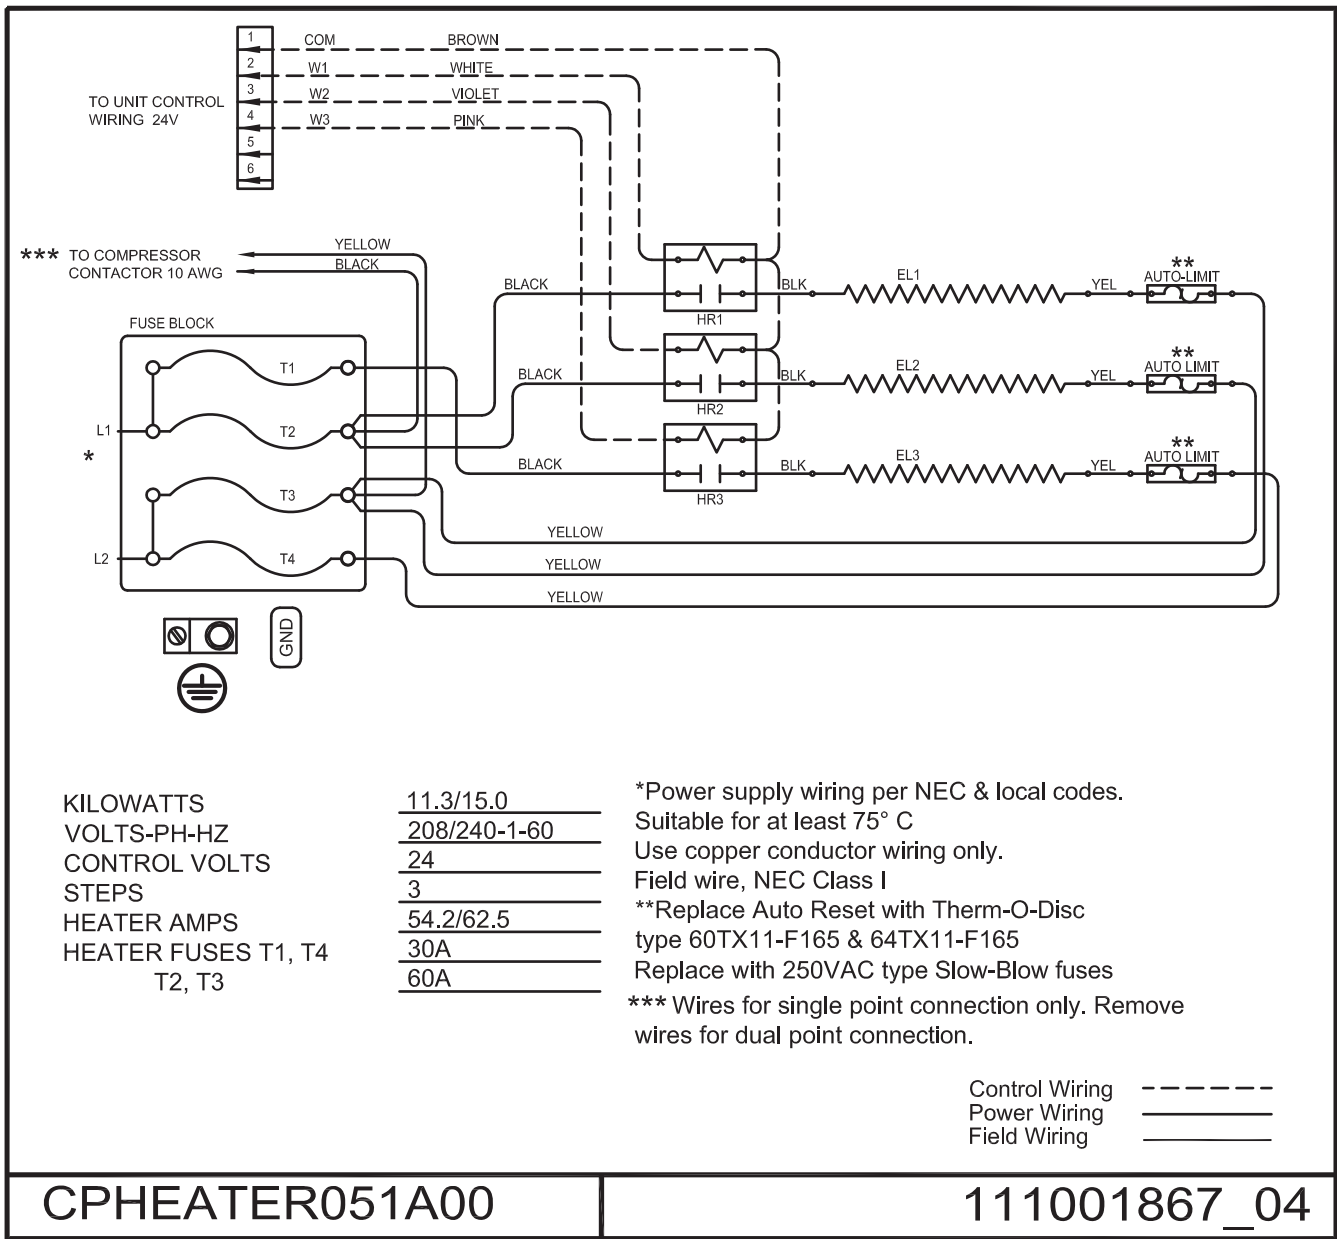 1 COM BROWN
2 W1 WHITE
3 W2 VIOLET
4 W3 PINK
5
6
TO UNIT CONTROL
WIRING 24V
*** TO COMPRESSOR
CONTACTOR 10 AWG
YELLOW
BLACK
FUSE BLOCK
T1
L1 T2
*
T3
L2 T4
GND
BLACK HR1 BLK EL1 YEL
**
AUTO-LIMIT
BLACK HR2 BLK EL2 YEL
**
AUTO LIMIT
BLACK HR3 BLK EL3 YEL
**
AUTO LIMIT
YELLOW
YELLOW
YELLOW
KILOWATTS 11.3/15.0
VOLTS-PH-HZ 208/240-1-60
CONTROL VOLTS 24
STEPS 3
HEATER AMPS 54.2/62.5
HEATER FUSES T1, T4 30A
T2, T3 60A
*Power supply wiring per NEC & local codes.
Suitable for at least 75° C
Use copper conductor wiring only.
Field wire, NEC Class I
**Replace Auto Reset with Therm-O-Disc
type 60TX11-F165 & 64TX11-F165
Replace with 250VAC type Slow-Blow fuses
*** Wires for single point connection only. Remove
wires for dual point connection.
Control Wiring
Power Wiring
Field Wiring
CPHEATER051A00
111001867_04